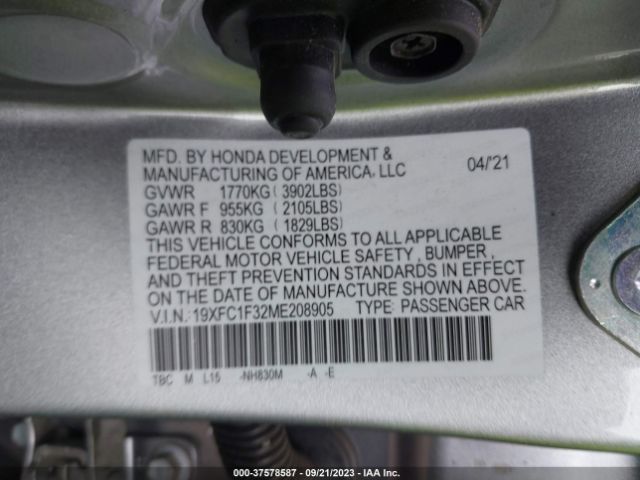 MFD. BY HONDA DEVELOPMENT &
MANUFACTURING OF AMERICA, LLC 04/'21
GVWR 1770KG ( 3902LBS)
GAWR F 955KG ( 2105LBS)
GAWR R 830KG ( 1829LBS)
THIS VEHICLE CONFORMS TO ALL APPLICABLE
FEDERAL MOTOR VEHICLE SAFETY , BUMPER ,
AND THEFT PREVENTION STANDARDS IN EFFECT
ON THE DATE OF MANUFACTURE SHOWN ABOVE.
V.I.N.: 19XFC1F32ME208905 TYPE: PASSENGER CAR
TBC M L15 -NH830M -A -E
000-37578587 - 09/21/2023 - IAA Inc.